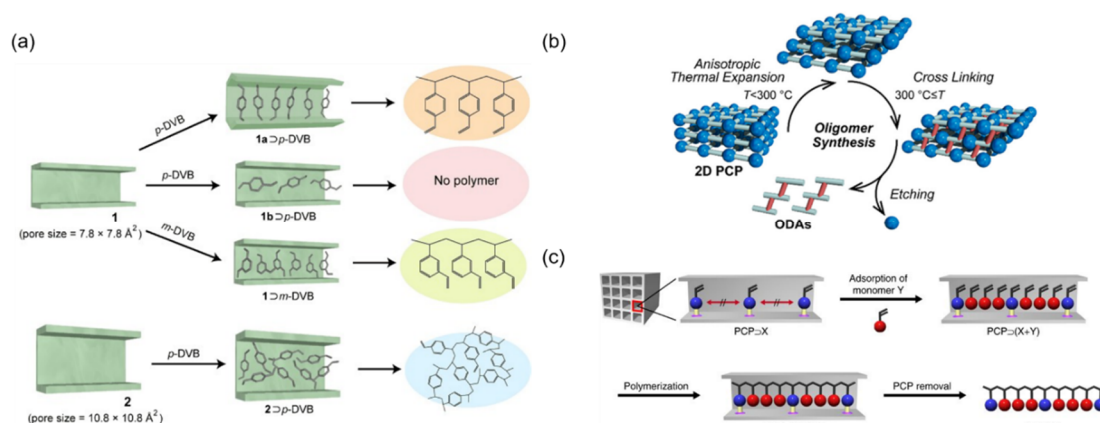 (a)
p-DVB
1a⊃p-DVB
p-DVB
1
(pore size = 7.8 × 7.8 Å²)
1b⊃p-DVB
No polymer
m-DVB
1⊃m-DVB
p-DVB
2
(pore size = 10.8 × 10.8 Å²)
2⊃p-DVB
(b)
Anisotropic
Thermal Expansion
T<300 °C
Cross Linking
300 °C≤T
Oligomer
Synthesis
2D PCP
Etching
ODAs
(c)
PCP⊃X
Adsorption of
monomer Y
PCP⊃(X+Y)
Polymerization
PCP removal